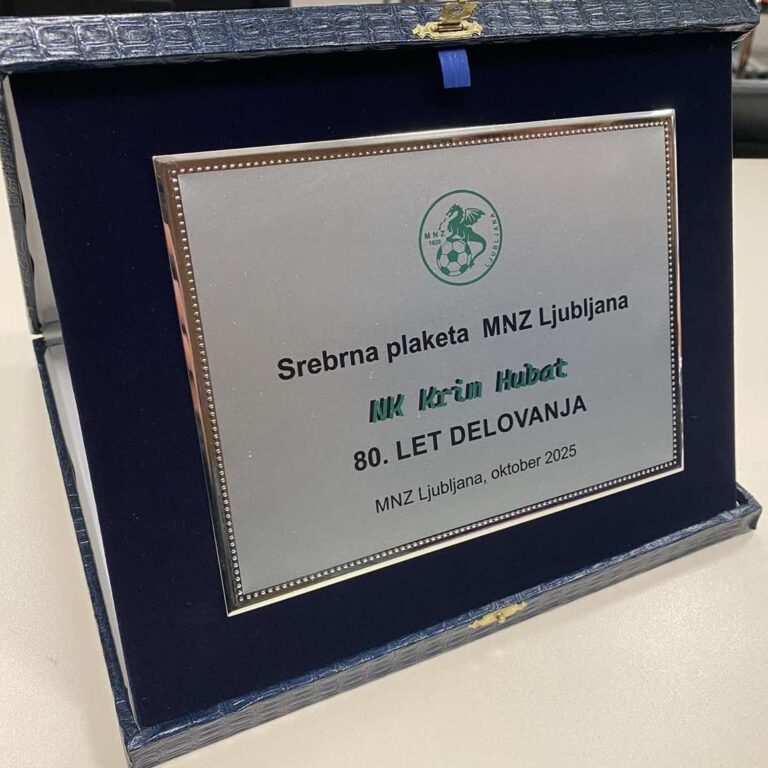 MNZ
1920
LJUBLJANA
Srebrna plaketa MNZ Ljubljana
NK Krim Hubat
80. LET DELOVANJA
MNZ Ljubljana, oktober 2025